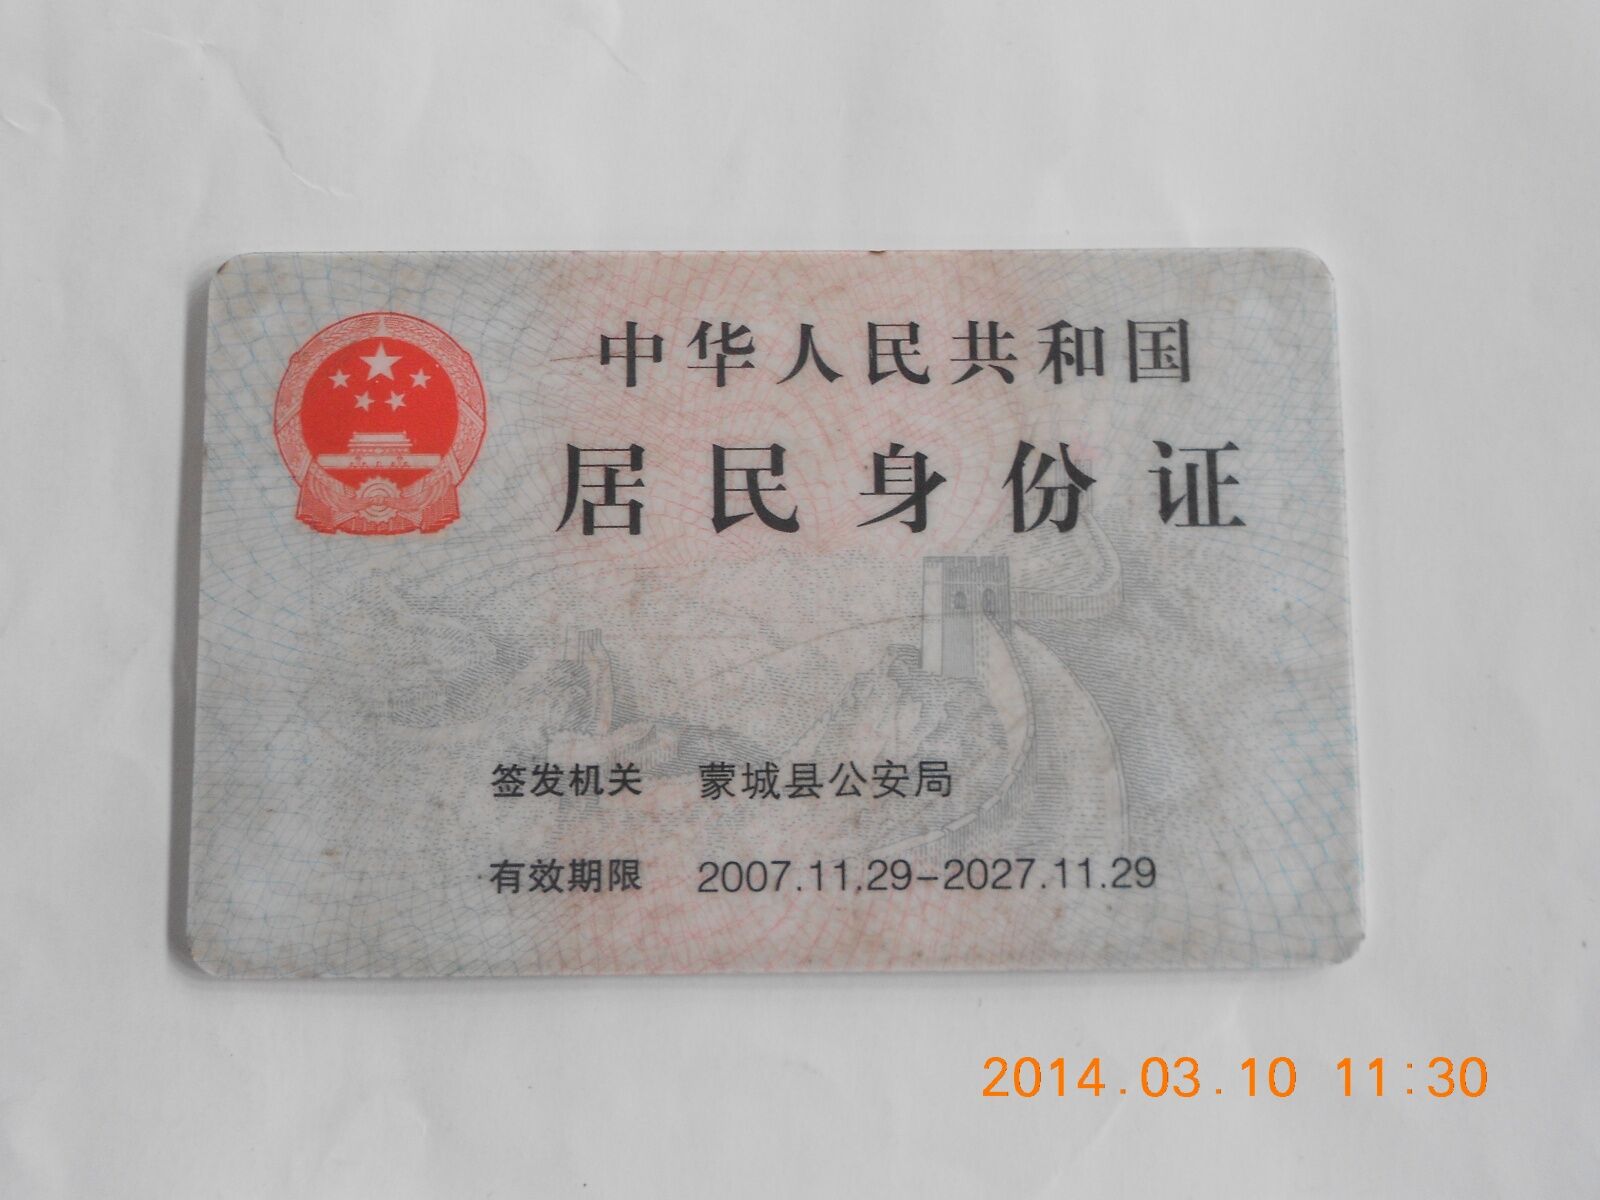 中华人民共和国
居民身份证
签发机关 蒙城县公安局
有效期限 2007.11.29-2027.11.29
2014.03.10 11:30